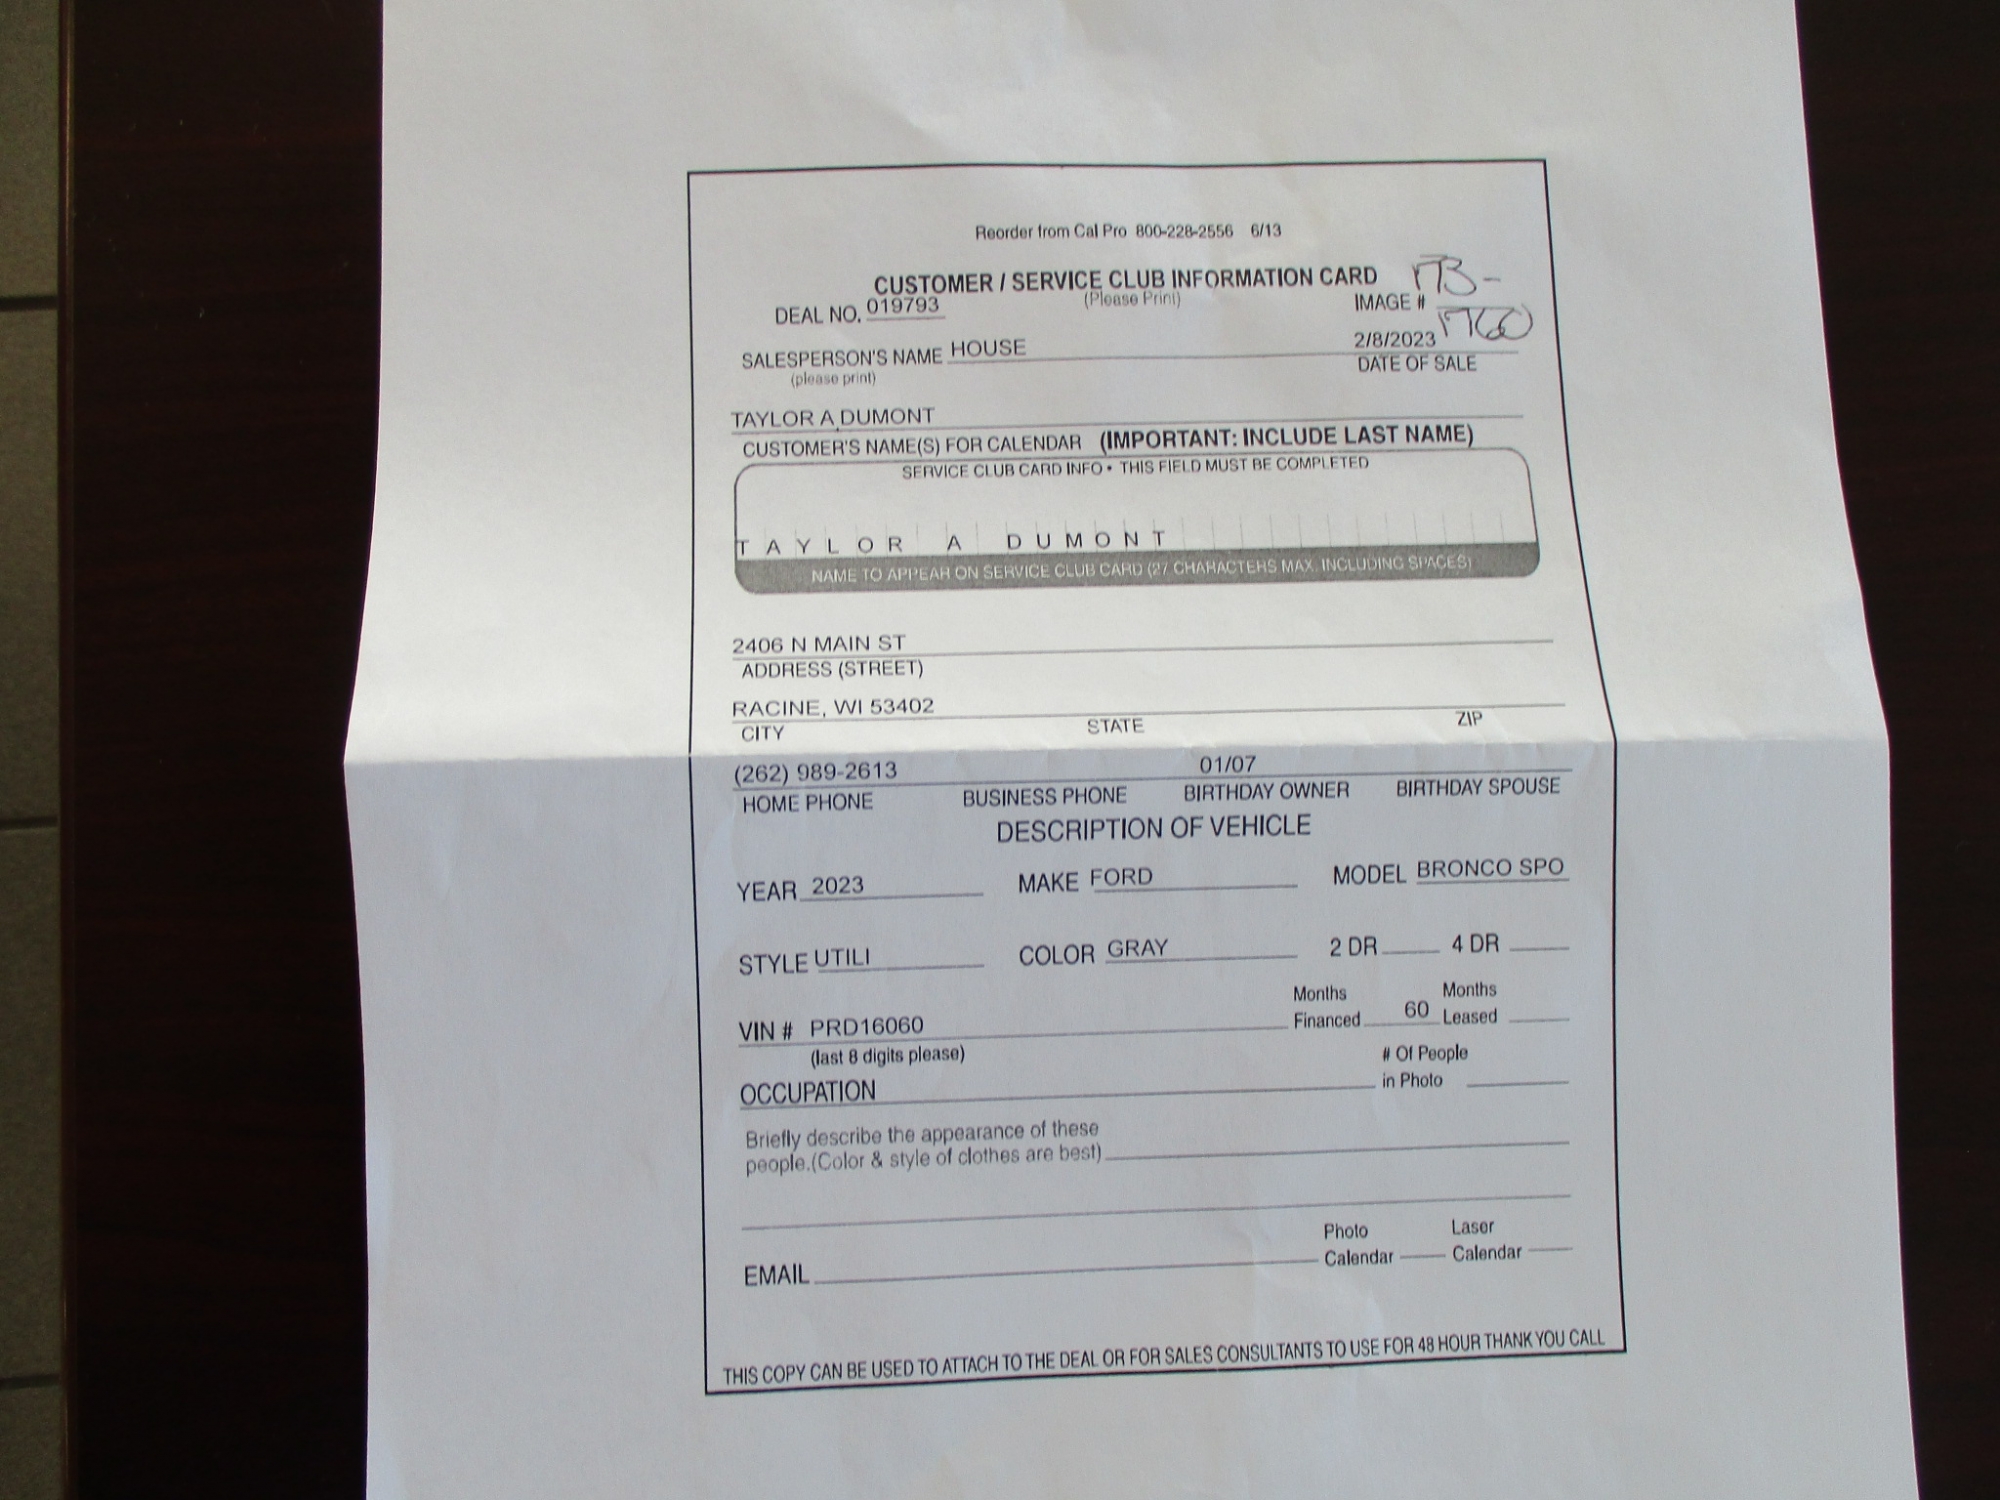 Reorder from Cal Pro 800-228-2556 6/13
CUSTOMER / SERVICE CLUB INFORMATION CARD
(Please Print)
DEAL NO. 019793
IMAGE #
SALESPERSON'S NAME HOUSE
(please print)
2/8/2023
DATE OF SALE
TAYLOR A DUMONT
CUSTOMER'S NAME(S) FOR CALENDAR (IMPORTANT: INCLUDE LAST NAME)
SERVICE CLUB CARD INFO • THIS FIELD MUST BE COMPLETED
TAYLOR A DUMONT
NAME TO APPEAR ON SERVICE CLUB CARD (27 CHARACTERS MAX. INCLUDING SPACES)
2406 N MAIN ST
ADDRESS (STREET)
RACINE, WI 53402
CITY STATE ZIP
(262) 989-2613 01/07
HOME PHONE BUSINESS PHONE BIRTHDAY OWNER BIRTHDAY SPOUSE
DESCRIPTION OF VEHICLE
YEAR 2023 MAKE FORD MODEL BRONCO SPO
STYLE UTILI COLOR GRAY 2 DR 4 DR
VIN # PRD16060
(last 8 digits please)
Months
Financed 60
Months
Leased
OCCUPATION
# Of People
in Photo
Briefly describe the appearance of these
people.(Color & style of clothes are best)
EMAIL
Photo
Calendar
Laser
Calendar
THIS COPY CAN BE USED TO ATTACH TO THE DEAL OR FOR SALES CONSULTANTS TO USE FOR 48 HOUR THANK YOU CALL